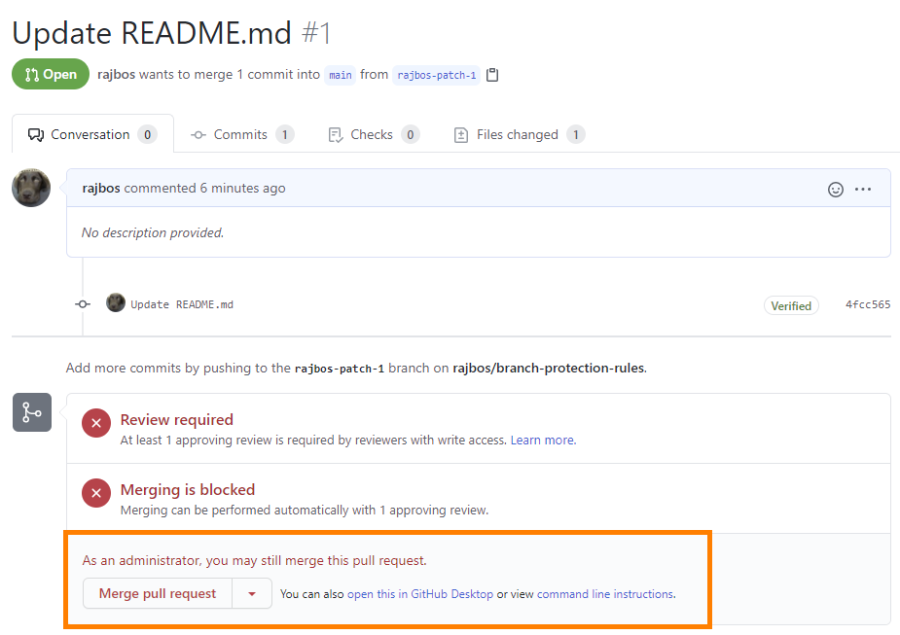 Update README.md #1
Open rajbos wants to merge 1 commit into main from rajbos-patch-1
Conversation 0 Commits 1 Checks 0 Files changed 1
rajbos commented 6 minutes ago
No description provided.
Update README.md Verified 4fcc565
Add more commits by pushing to the rajbos-patch-1 branch on rajbos/branch-protection-rules.
Review required
At least 1 approving review is required by reviewers with write access. Learn more.
Merging is blocked
Merging can be performed automatically with 1 approving review.
As an administrator, you may still merge this pull request.
Merge pull request You can also open this in GitHub Desktop or view command line instructions.